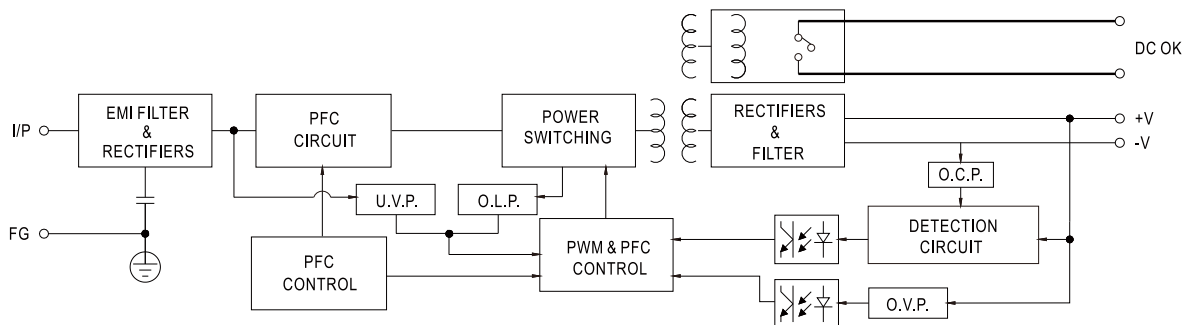 DC OK
I/P
EMI FILTER
&
RECTIFIERS
PFC
CIRCUIT
POWER
SWITCHING
RECTIFIERS
&
FILTER
+V
-V
U.V.P.
O.L.P.
O.C.P.
FG
PFC
CONTROL
PWM & PFC
CONTROL
DETECTION
CIRCUIT
O.V.P.